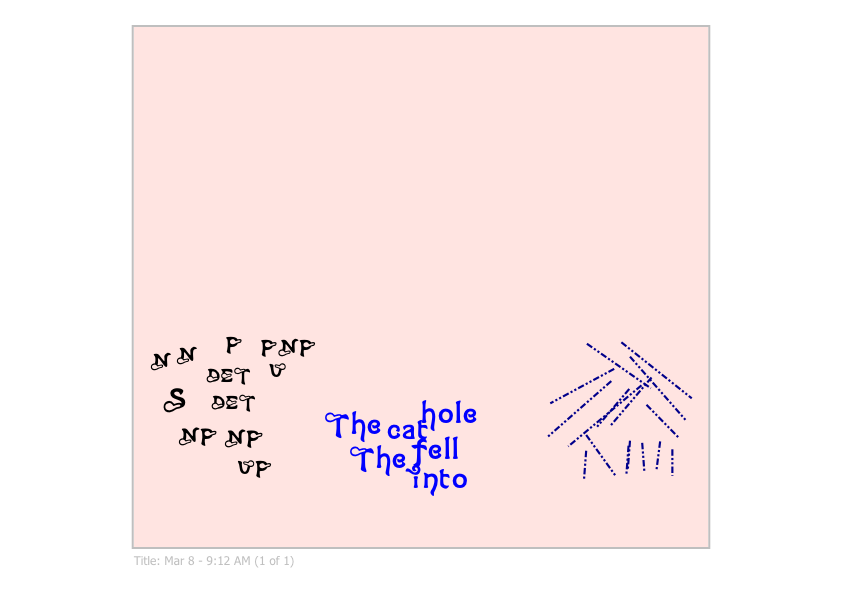 N N P PNP
DET V
S DET
NP NP
VP
The cat hole
The fell
into
Title: Mar 8 - 9:12 AM (1 of 1)